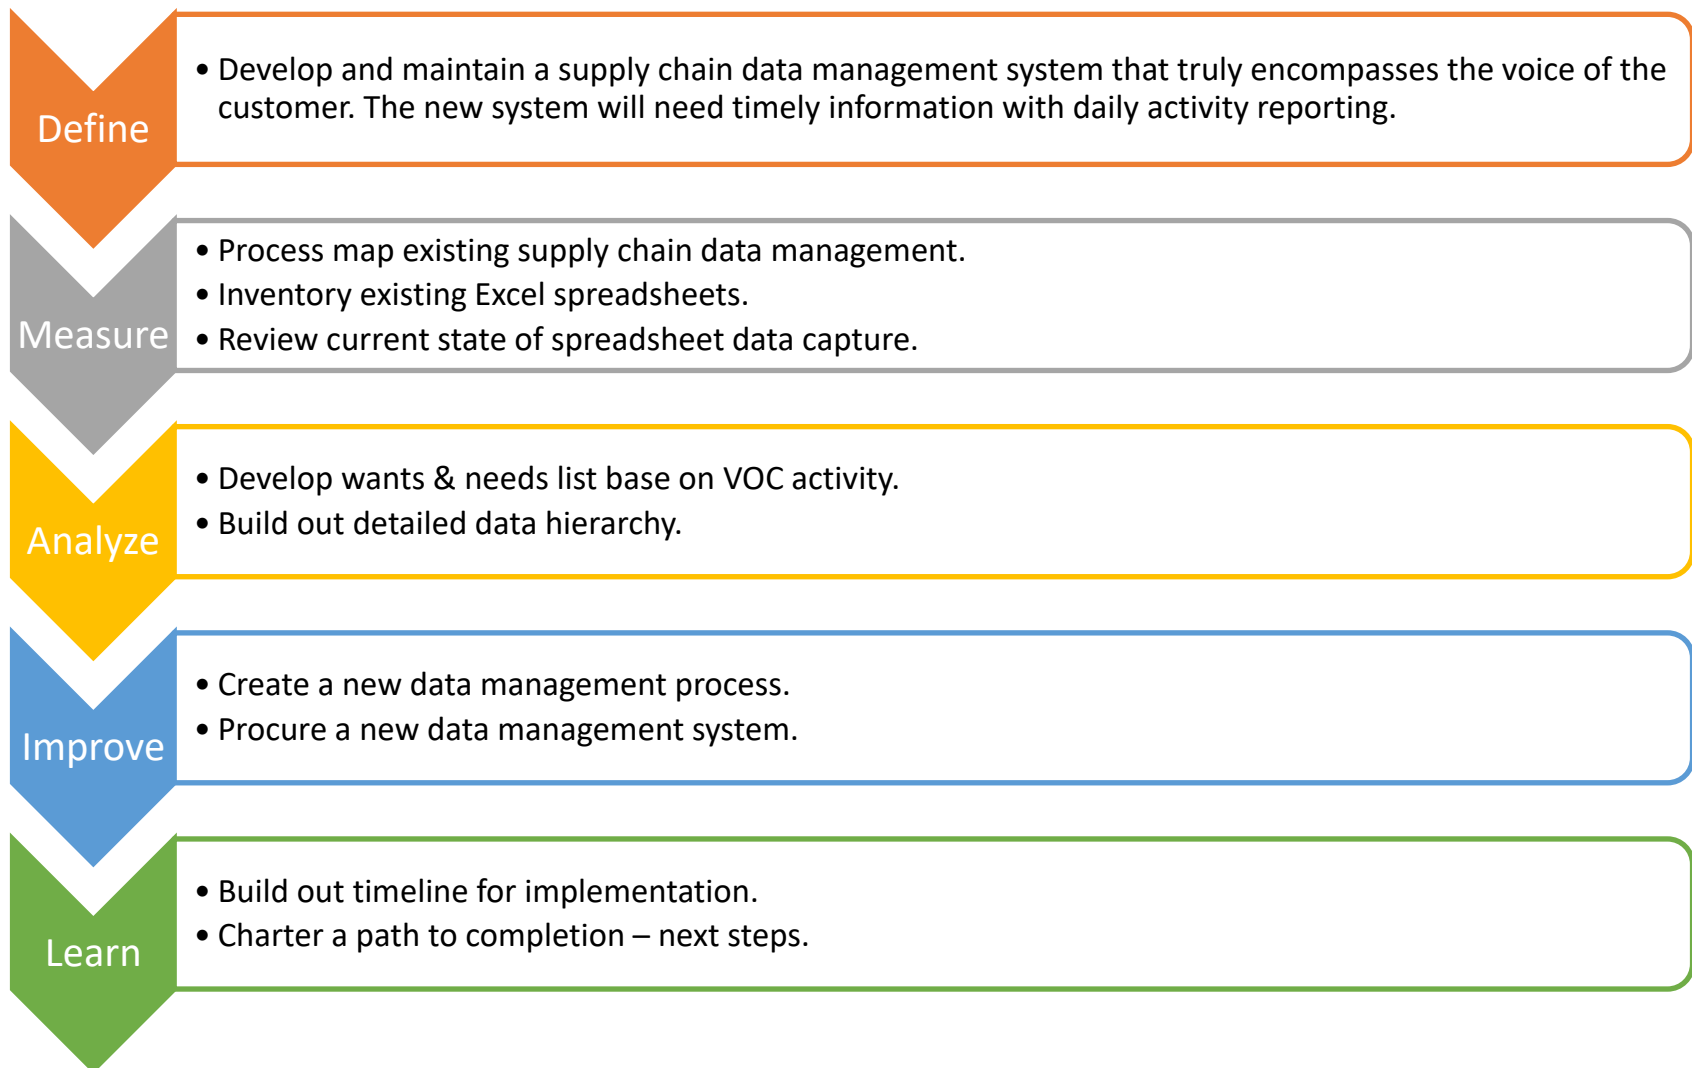 Define
• Develop and maintain a supply chain data management system that truly encompasses the voice of the
customer. The new system will need timely information with daily activity reporting.
Measure
• Process map existing supply chain data management.
• Inventory existing Excel spreadsheets.
• Review current state of spreadsheet data capture.
Analyze
• Develop wants & needs list base on VOC activity.
• Build out detailed data hierarchy.
Improve
• Create a new data management process.
• Procure a new data management system.
Learn
• Build out timeline for implementation.
• Charter a path to completion – next steps.